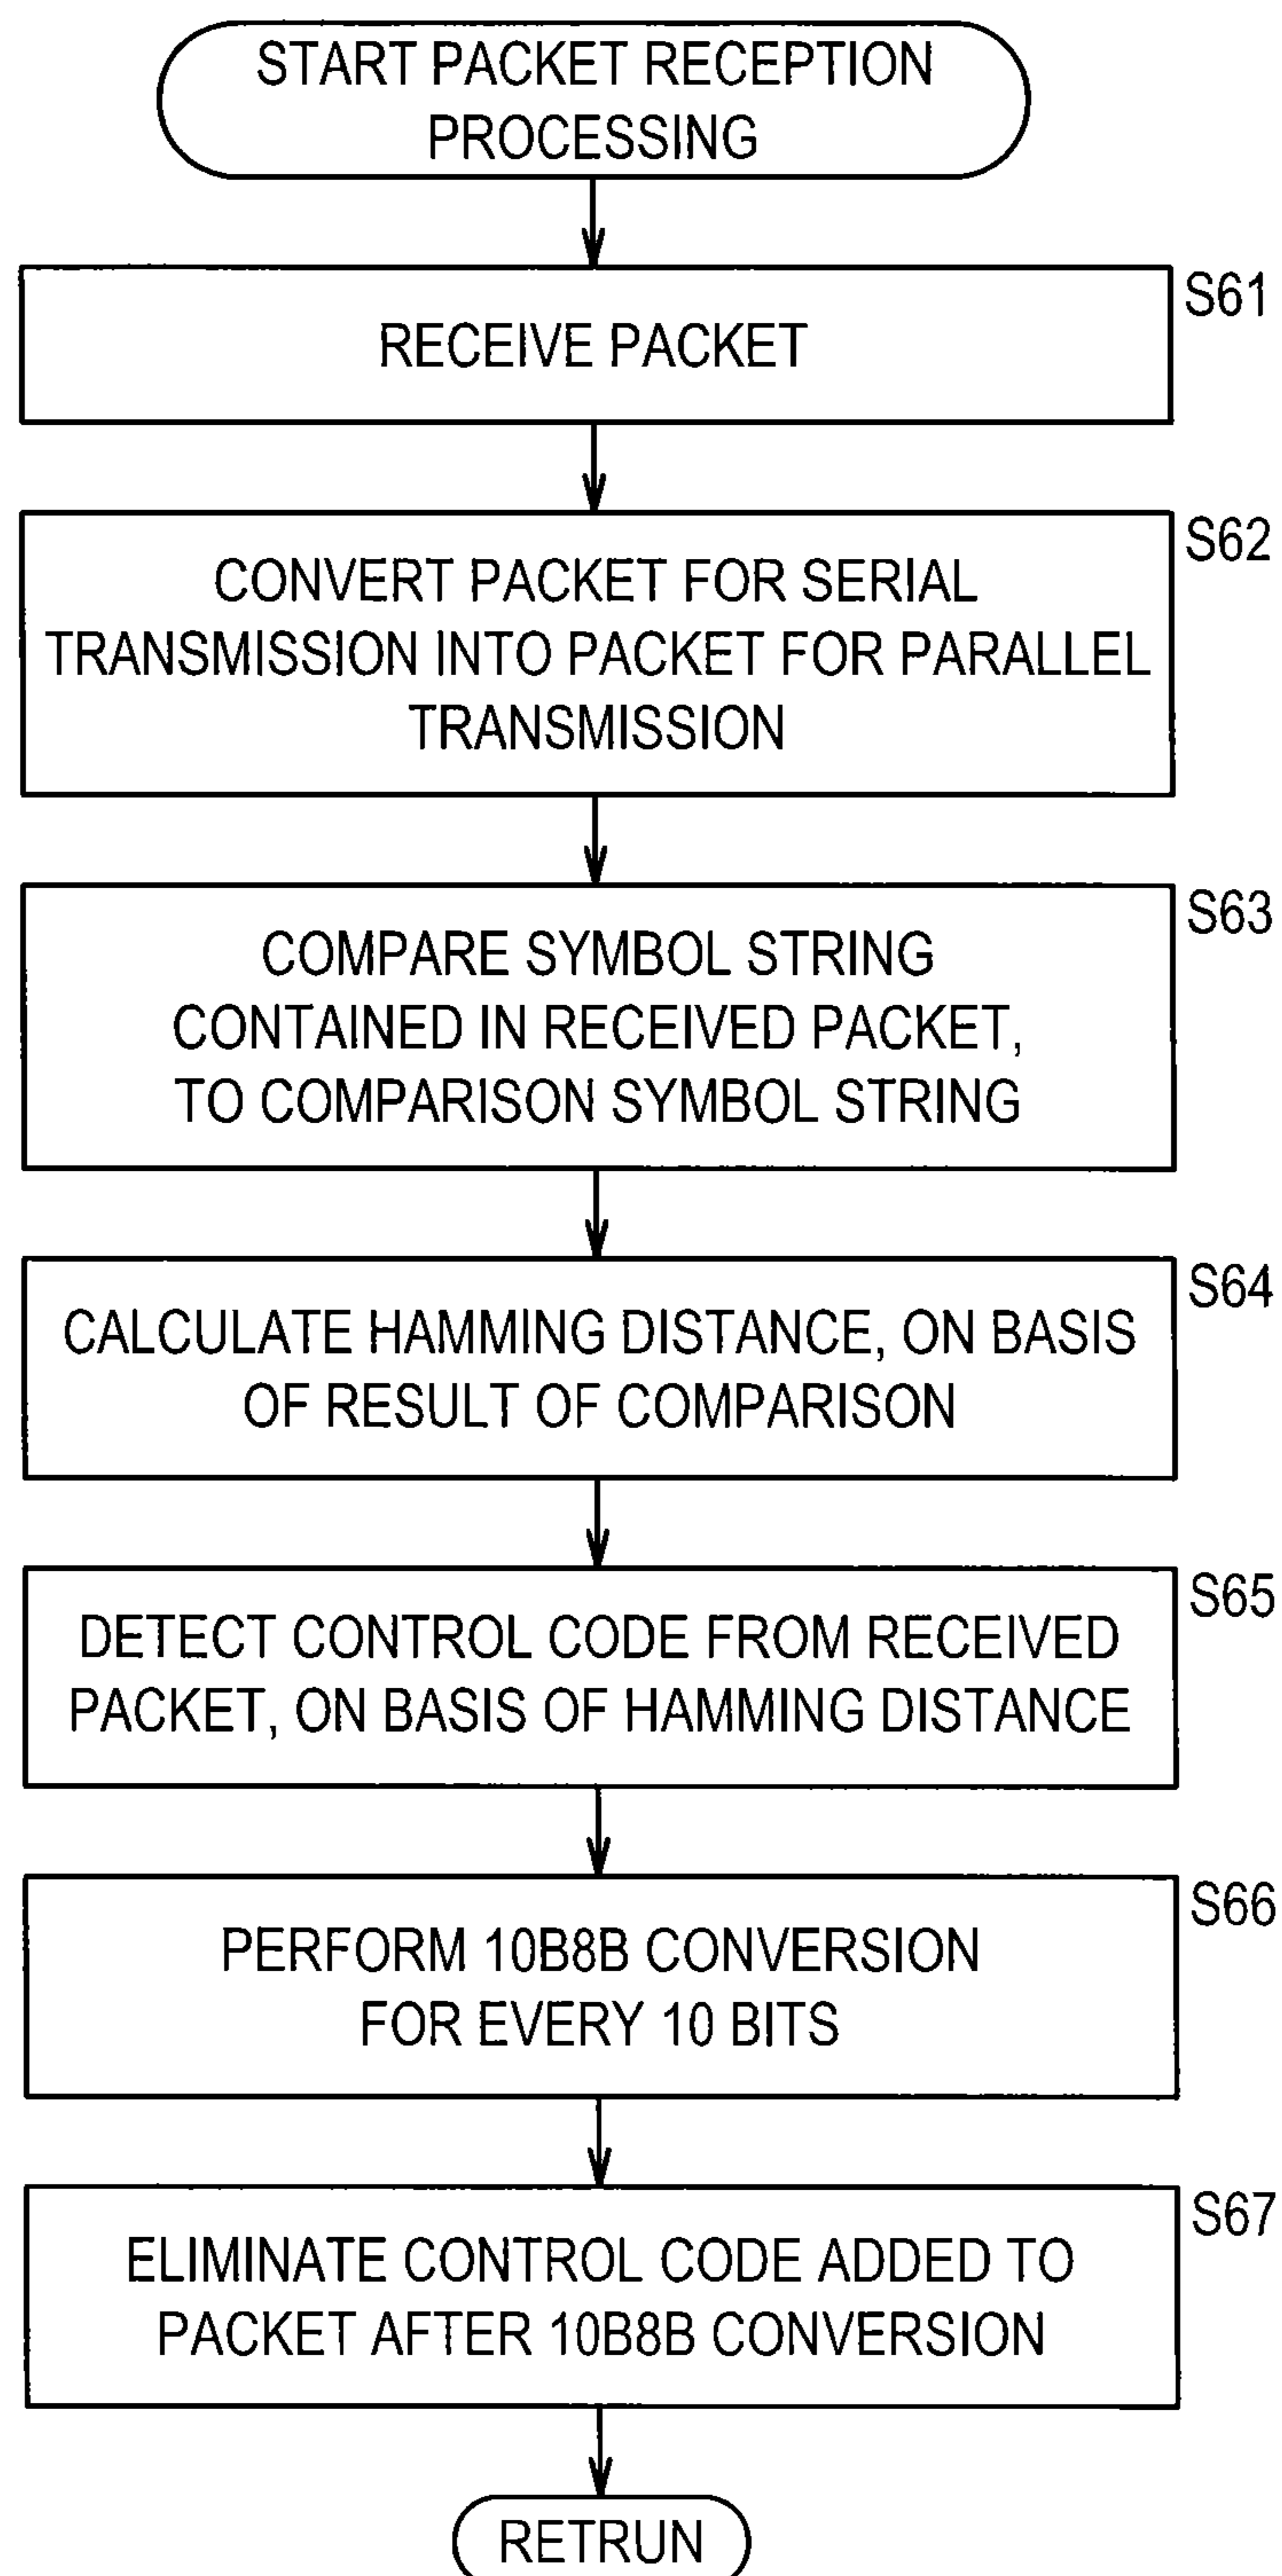 START PACKET RECEPTION
PROCESSING
S61
RECEIVE PACKET
S62
CONVERT PACKET FOR SERIAL
TRANSMISSION INTO PACKET FOR PARALLEL
TRANSMISSION
S63
COMPARE SYMBOL STRING
CONTAINED IN RECEIVED PACKET,
TO COMPARISON SYMBOL STRING
S64
CALCULATE HAMMING DISTANCE, ON BASIS
OF RESULT OF COMPARISON
S65
DETECT CONTROL CODE FROM RECEIVED
PACKET, ON BASIS OF HAMMING DISTANCE
S66
PERFORM 10B8B CONVERSION
FOR EVERY 10 BITS
S67
ELIMINATE CONTROL CODE ADDED TO
PACKET AFTER 10B8B CONVERSION
RETRUN